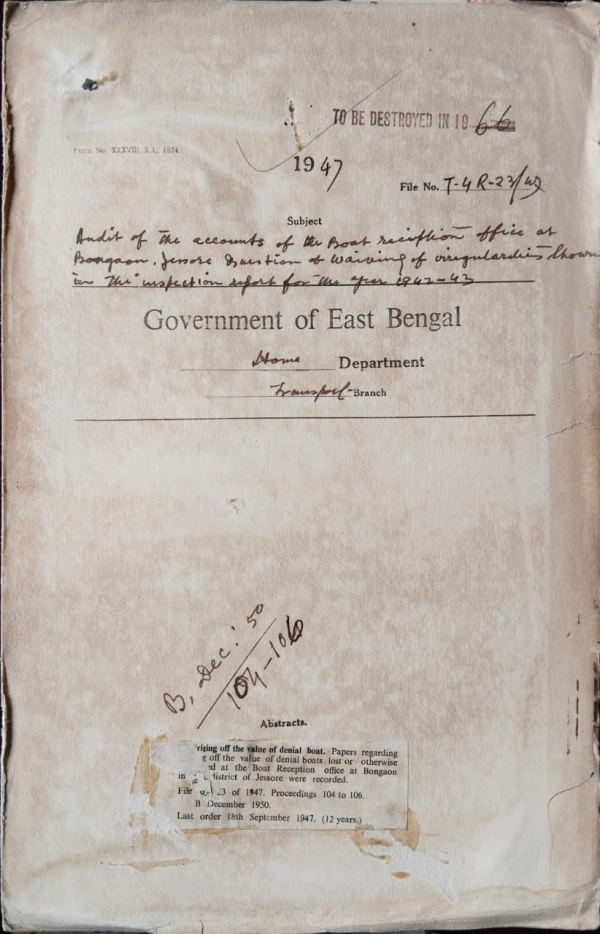 TO BE DESTROYED IN 19 66
Form No. XXXVIII, S. L., 1924
1947
File No. T-4R-23/47
Subject
Audit of the accounts of the Boat reception office at
Bongaon, Jessore Question of Waiving of irregularities Shown
in the inspection report for the year 1942-43
Government of East Bengal
Home Department
Transport Branch
B, Dec. '50
104-106
Abstracts.
riting off the value of denial boat. Papers regarding
g off the value of denial boats, lost or otherwise
ed at the Boat Reception office at Bongaon
in district of Jessore were recorded.
File 23 of 1947. Proceedings 104 to 106.
B December 1950.
Last order 18th September 1947. (12 years.)